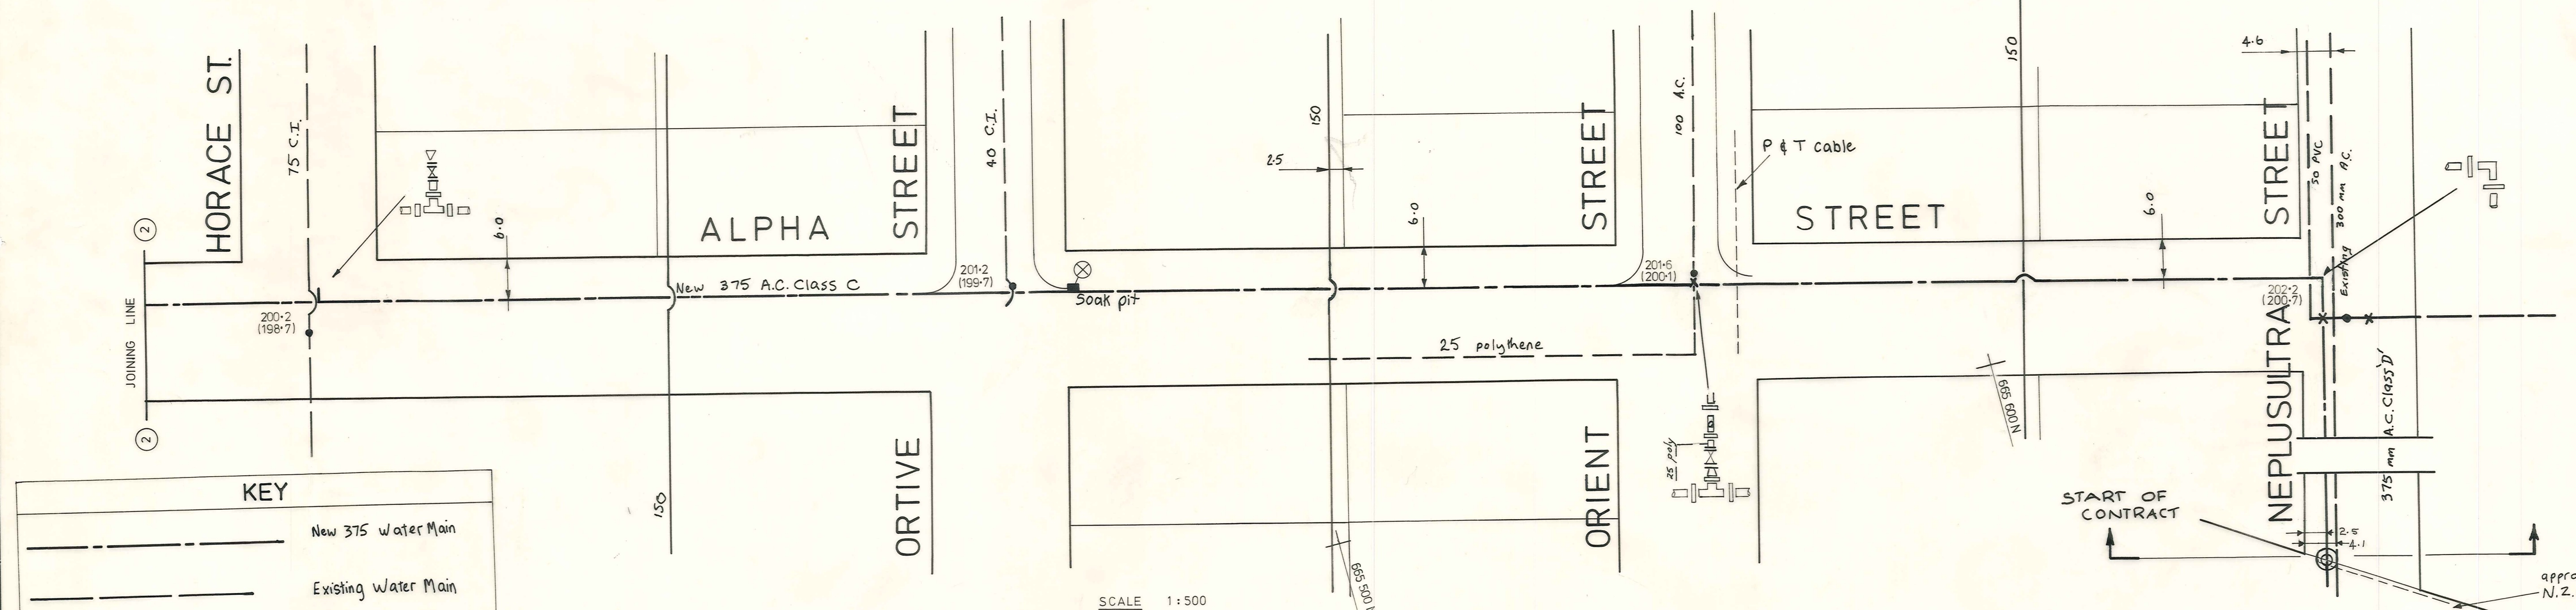 HORACE ST.
75 C.I.
2
JOINING LINE
2
200·2
(198·7)
6·0
ALPHA
STREET
New 375 A.C. Class C
201·2
(199·7)
40 C.I.
Soak pit
150
ORTIVE
2·5
150
6·0
STREET
201·6
(200·1)
100 A.C.
P & T cable
STREET
25 polythene
25 poly
ORIENT
150
6·0
4·6
STREET
50 PVC
Existing 300 mm A.C.
202·2
(200·7)
NEPLUSULTRA
375 mm A.C. Class 'D'
665 600N
665 500
START OF
CONTRACT
2·5
4·1
N.Z.
KEY
New 375 Water Main
Existing Water Main
SCALE 1:500